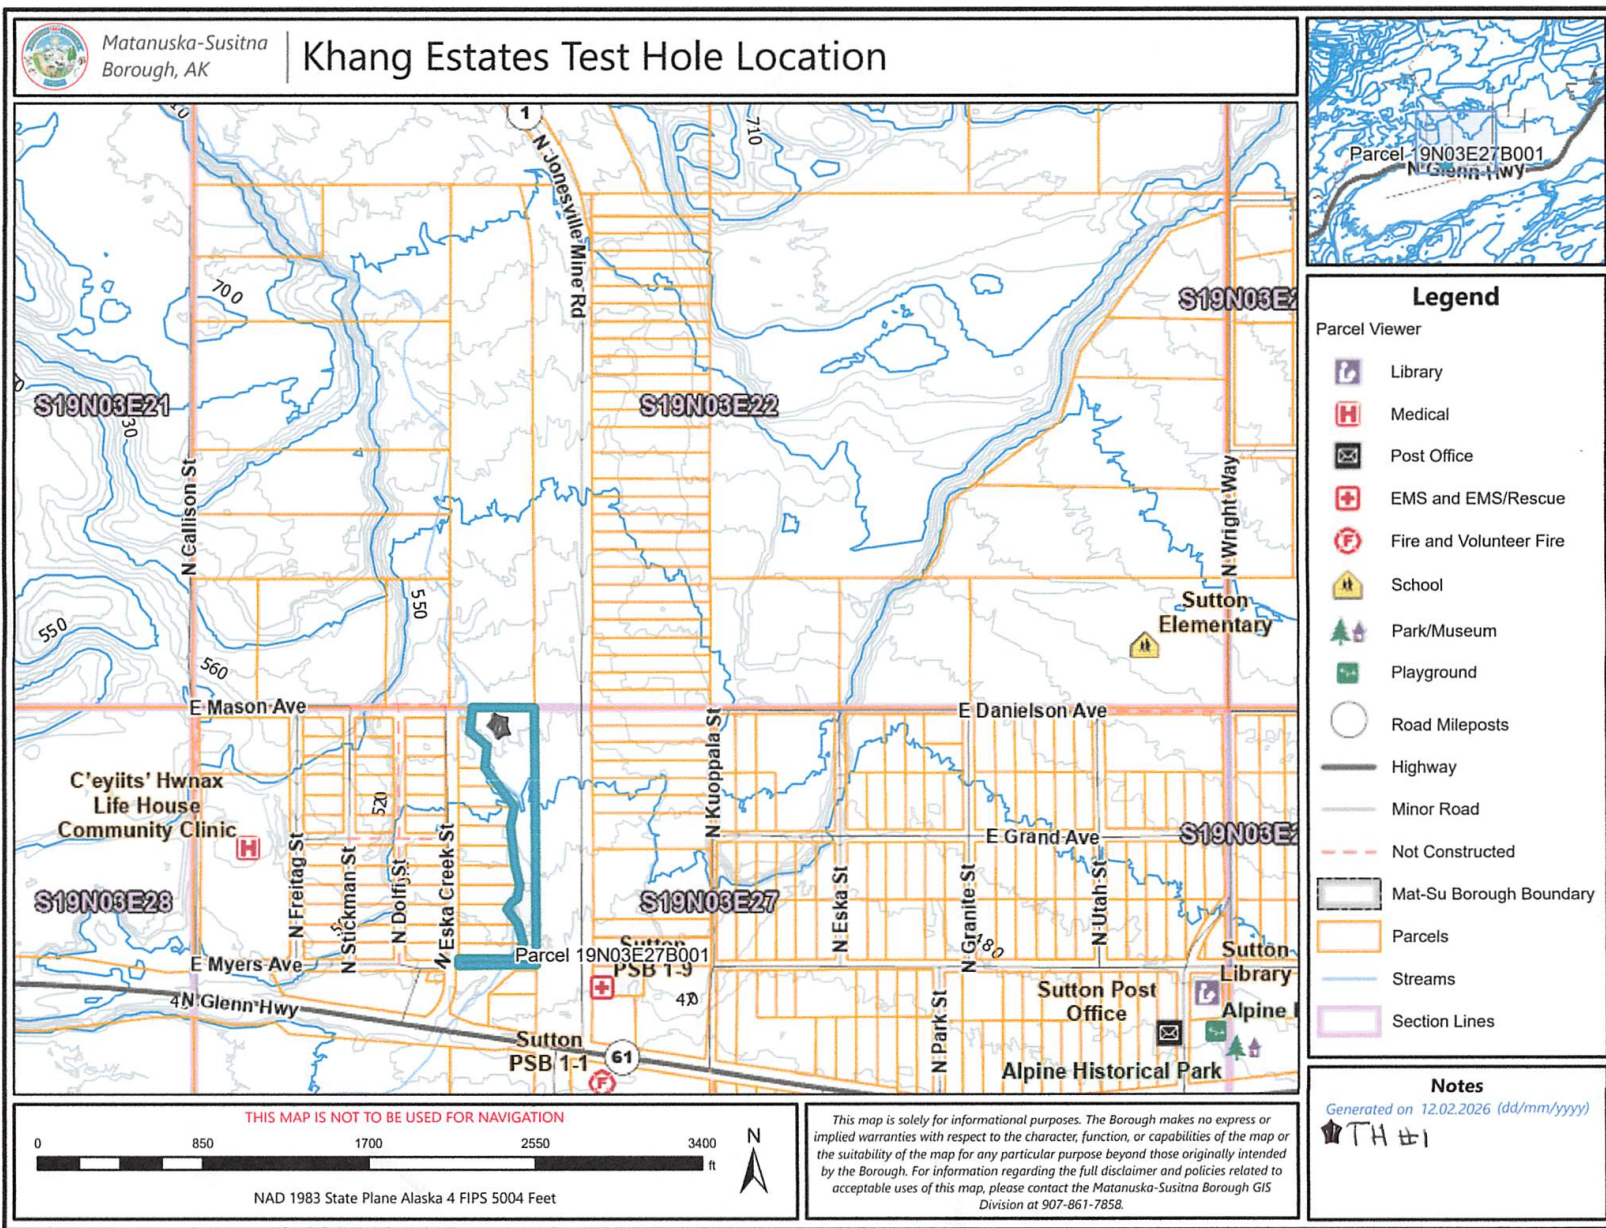 Matanuska-Susitna
Borough, AK
Khang Estates Test Hole Location
1
710
N Jonesville Mine Rd
700
S19N03E21
S19N03E22
N Callison St
N Wright Way
550
550
560
Sutton
Elementary
E Mason Ave
E Danielson Ave
N Kuoppala St
C'eyiits' Hwnax
Life House
Community Clinic
520
E Grand Ave
N Freitag St
N Stickman St
N Dolfi St
N Eska Creek St
N Eska St
N Granite St
N Utah St
S19N03E28
S19N03E27
480
E Myers Ave
Parcel 19N03E27B001
Sutton
PSB 1-9
470
Sutton
Library
N Glenn Hwy
Sutton
PSB 1-1
61
N Park St
Sutton Post
Office
Alpine
Alpine Historical Park
Parcel 19N03E27B001
N Glenn Hwy
Legend
Parcel Viewer
Library
H Medical
Post Office
EMS and EMS/Rescue
F Fire and Volunteer Fire
School
Park/Museum
Playground
Road Mileposts
Highway
Minor Road
Not Constructed
Mat-Su Borough Boundary
Parcels
Streams
Section Lines
Notes
Generated on 12.02.2026 (dd/mm/yyyy)
TH #1
THIS MAP IS NOT TO BE USED FOR NAVIGATION
0 850 1700 2550 3400
ft
N
NAD 1983 State Plane Alaska 4 FIPS 5004 Feet
This map is solely for informational purposes. The Borough makes no express or
implied warranties with respect to the character, function, or capabilities of the map or
the suitability of the map for any particular purpose beyond those originally intended
by the Borough. For information regarding the full disclaimer and policies related to
acceptable uses of this map, please contact the Matanuska-Susitna Borough GIS
Division at 907-861-7858.